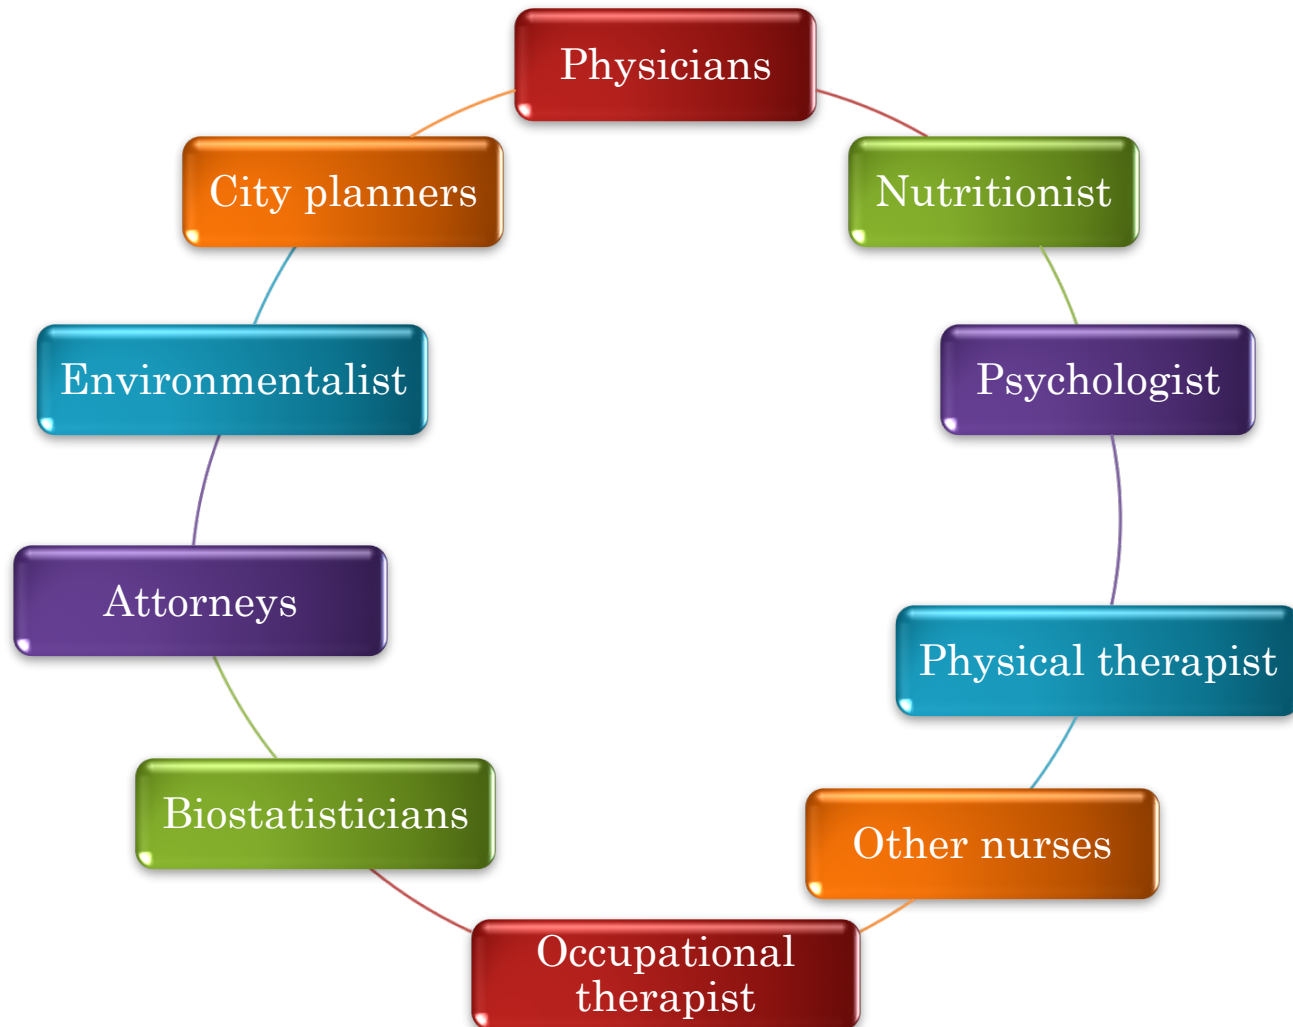 Physicians
Nutritionist
Psychologist
Physical therapist
Other nurses
Occupational
therapist
Biostatisticians
Attorneys
Environmentalist
City planners